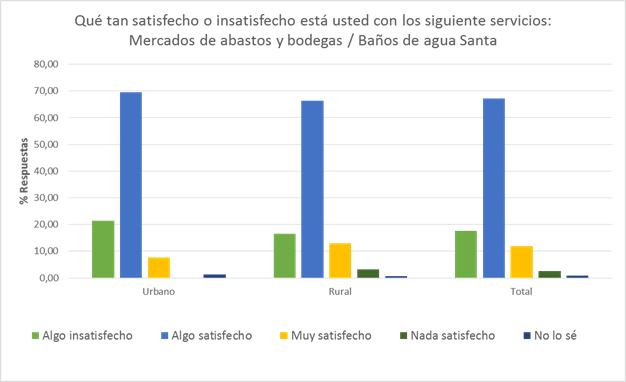 Qué tan satisfecho o insatisfecho está usted con los siguiente servicios:
Mercados de abastos y bodegas / Baños de agua Santa
80,00
70,00
60,00
50,00
40,00
30,00
20,00
10,00
0,00
% Respuestas
Urbano Rural Total
Algo insatisfecho Algo satisfecho Muy satisfecho Nada satisfecho No lo sé